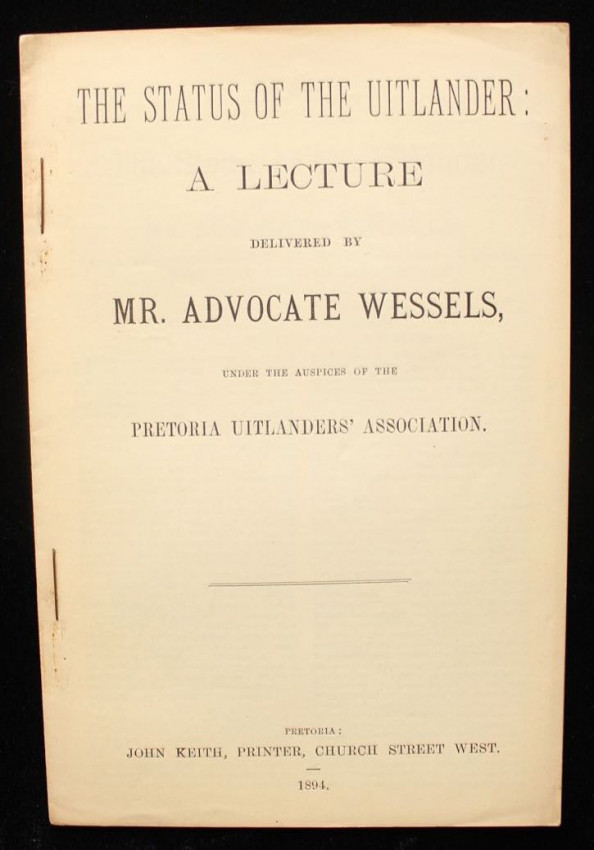 THE STATUS OF THE UITLANDER:
A LECTURE
DELIVERED BY
MR. ADVOCATE WESSELS,
UNDER THE AUSPICES OF THE
PRETORIA UITLANDERS' ASSOCIATION.
PRETORIA:
JOHN KEITH, PRINTER, CHURCH STREET WEST.
1894.